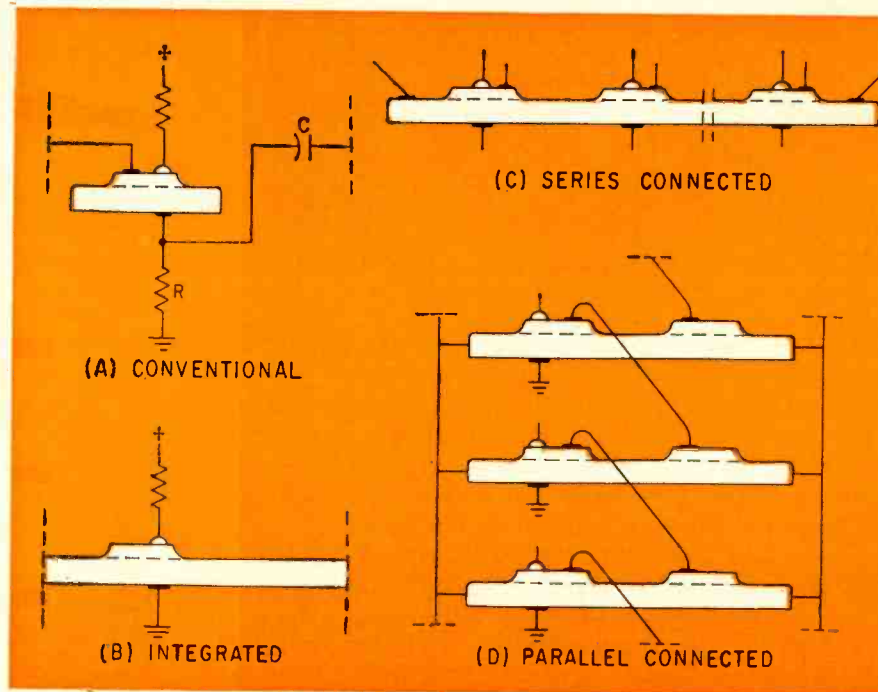 C
R
(A) CONVENTIONAL
(B) INTEGRATED
(C) SERIES CONNECTED
(D) PARALLEL CONNECTED